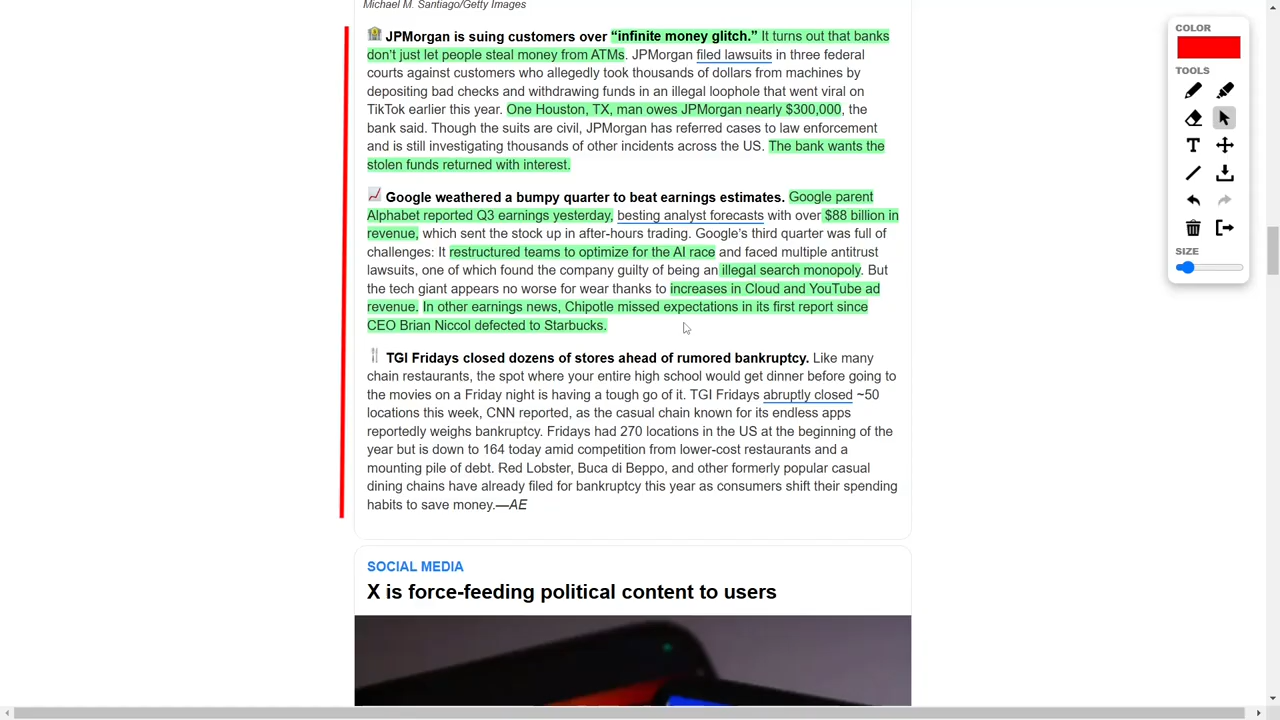 Michael M. Santiago/Getty Images
JPMorgan is suing customers over “infinite money glitch.” It turns out that banks
don’t just let people steal money from ATMs. JPMorgan filed lawsuits in three federal
courts against customers who allegedly took thousands of dollars from machines by
depositing bad checks and withdrawing funds in an illegal loophole that went viral on
TikTok earlier this year. One Houston, TX, man owes JPMorgan nearly $300,000, the
bank said. Though the suits are civil, JPMorgan has referred cases to law enforcement
and is still investigating thousands of other incidents across the US. The bank wants the
stolen funds returned with interest.
Google weathered a bumpy quarter to beat earnings estimates. Google parent
Alphabet reported Q3 earnings yesterday, besting analyst forecasts with over $88 billion in
revenue, which sent the stock up in after-hours trading. Google’s third quarter was full of
challenges: It restructured teams to optimize for the AI race and faced multiple antitrust
lawsuits, one of which found the company guilty of being an illegal search monopoly. But
the tech giant appears no worse for wear thanks to increases in Cloud and YouTube ad
revenue. In other earnings news, Chipotle missed expectations in its first report since
CEO Brian Niccol defected to Starbucks.
TGI Fridays closed dozens of stores ahead of rumored bankruptcy. Like many
chain restaurants, the spot where your entire high school would get dinner before going to
the movies on a Friday night is having a tough go of it. TGI Fridays abruptly closed ~50
locations this week, CNN reported, as the casual chain known for its endless apps
reportedly weighs bankruptcy. Fridays had 270 locations in the US at the beginning of the
year but is down to 164 today amid competition from lower-cost restaurants and a
mounting pile of debt. Red Lobster, Buca di Beppo, and other formerly popular casual
dining chains have already filed for bankruptcy this year as consumers shift their spending
habits to save money.—AE
SOCIAL MEDIA
X is force-feeding political content to users
COLOR
TOOLS
T
SIZE